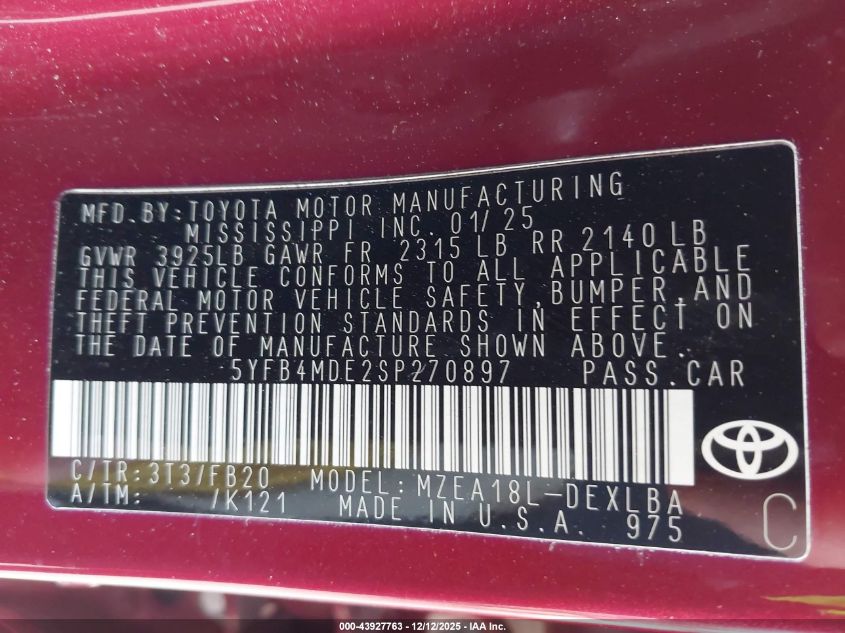 MFD. BY: TOYOTA MOTOR MANUFACTURING
MISSISSIPPI INC. 01/25
GVWR 3925LB GAWR FR 2315 LB RR 2140 LB
THIS VEHICLE CONFORMS TO ALL APPLICABLE
FEDERAL MOTOR VEHICLE SAFETY, BUMPER, AND
THEFT PREVENTION STANDARDS IN EFFECT ON
THE DATE OF MANUFACTURE SHOWN ABOVE.
5YFB4MDE2SP270897 PASS. CAR
C/TR: 3T3/FB20 MODEL: MZEA18L-DEXLBA
A/TM: /K121 MADE IN U.S.A. 975
C
000-43927763 - 12/12/2025 - IAA Inc.